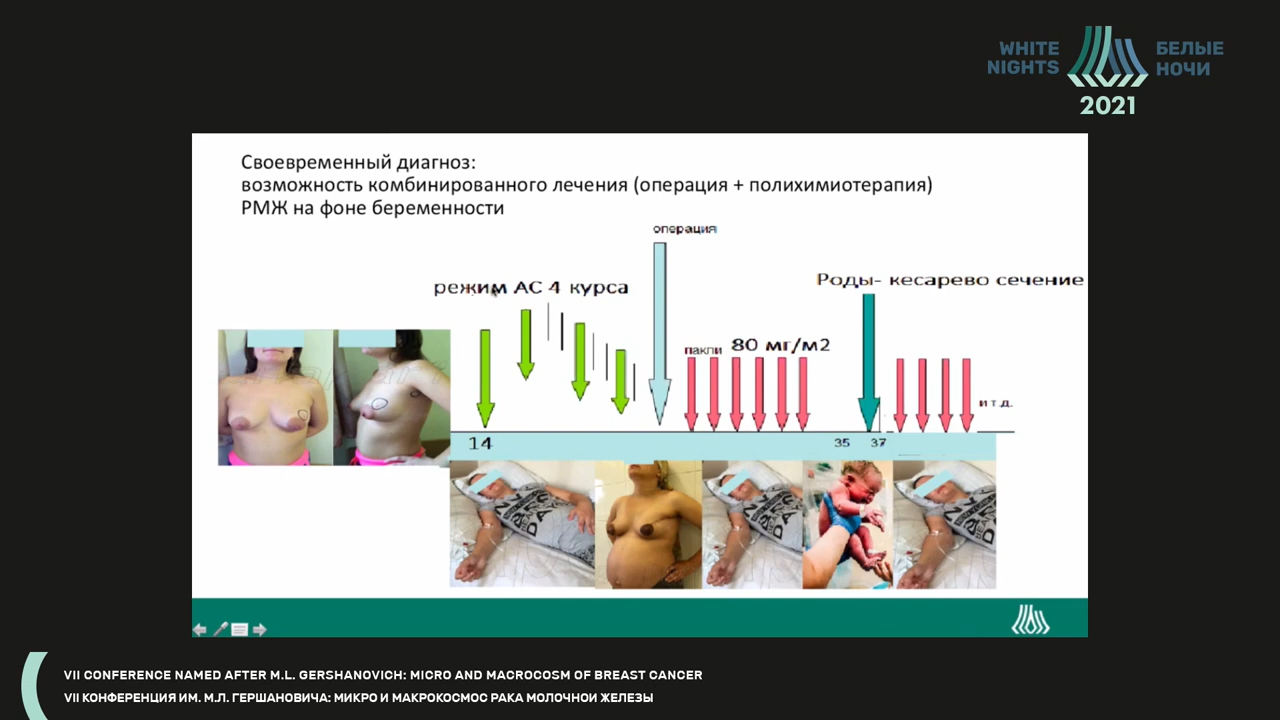 WHITE NIGHTS
БЕЛЫЕ НОЧИ
2021
Своевременный диагноз:
возможность комбинированного лечения (операция + полихимиотерапия)
РМЖ на фоне беременности
операция
режим АС 4 курса
Роды- кесарево сечение
пакли 80 мг/м2
и т д.
14
35 37
VII CONFERENCE NAMED AFTER M.L. GERSHANOVICH: MICRO AND MACROCOSM OF BREAST CANCER
VII КОНФЕРЕНЦИЯ ИМ. М.Л. ГЕРШАНОВИЧА: МИКРО И МАКРОКОСМОС РАКА МОЛОЧНОЙ ЖЕЛЕЗЫ